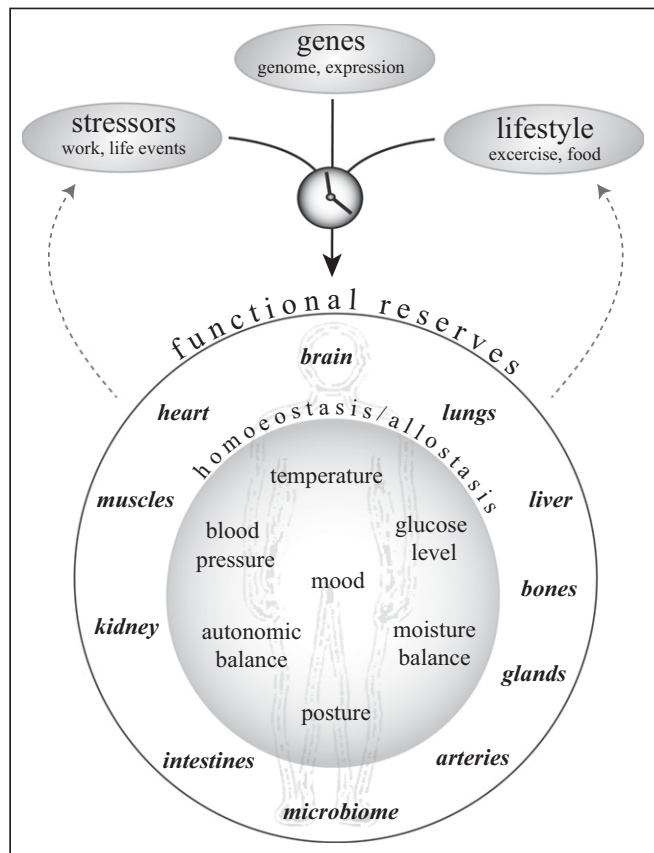 genes
genome, expression
stressors
work, life events
lifestyle
excercise, food
functional reserves
brain
heart
lungs
homoeostasis/allostasis
temperature
muscles
liver
blood
pressure
glucose
level
mood
bones
kidney
autonomic
balance
moisture
balance
glands
posture
intestines
arteries
microbiome